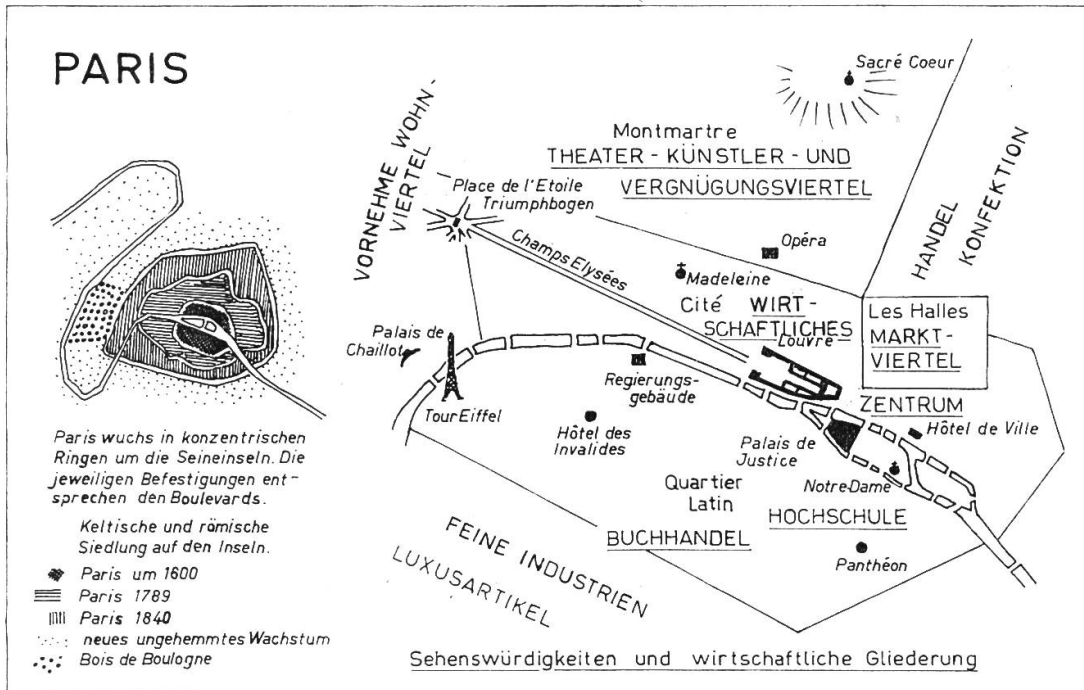 PARIS
Paris wuchs in konzentrischen
Ringen um die Seineinseln. Die
jeweiligen Befestigungen ent-
sprechen den Boulevards.
Keltische und römische
Siedlung auf den Inseln.
Paris um 1600
Paris 1789
Paris 1840
neues ungehemmtes Wachstum
Bois de Boulogne
VORNEHME WOHN-
VIERTEL
Sacré Coeur
Montmartre
THEATER - KÜNSTLER - UND
VERGNÜGUNGSVIERTEL
Place de l'Etoile
Triumphbogen
Champs Elysées
Opéra
Madeleine
HANDEL
KONFEKTION
Cité WIRT-
SCHAFTLICHES
Louvre
Les Halles
MARKT-
VIERTEL
ZENTRUM
Palais de
Chaillot
Tour Eiffel
Regierungs-
gebäude
Hôtel des
Invalides
Palais de
Justice
Hôtel de Ville
Notre-Dame
Quartier
Latin
HOCHSCHULE
BUCHHANDEL
Panthéon
FEINE INDUSTRIEN
LUXUSARTIKEL
Sehenswürdigkeiten und wirtschaftliche Gliederung